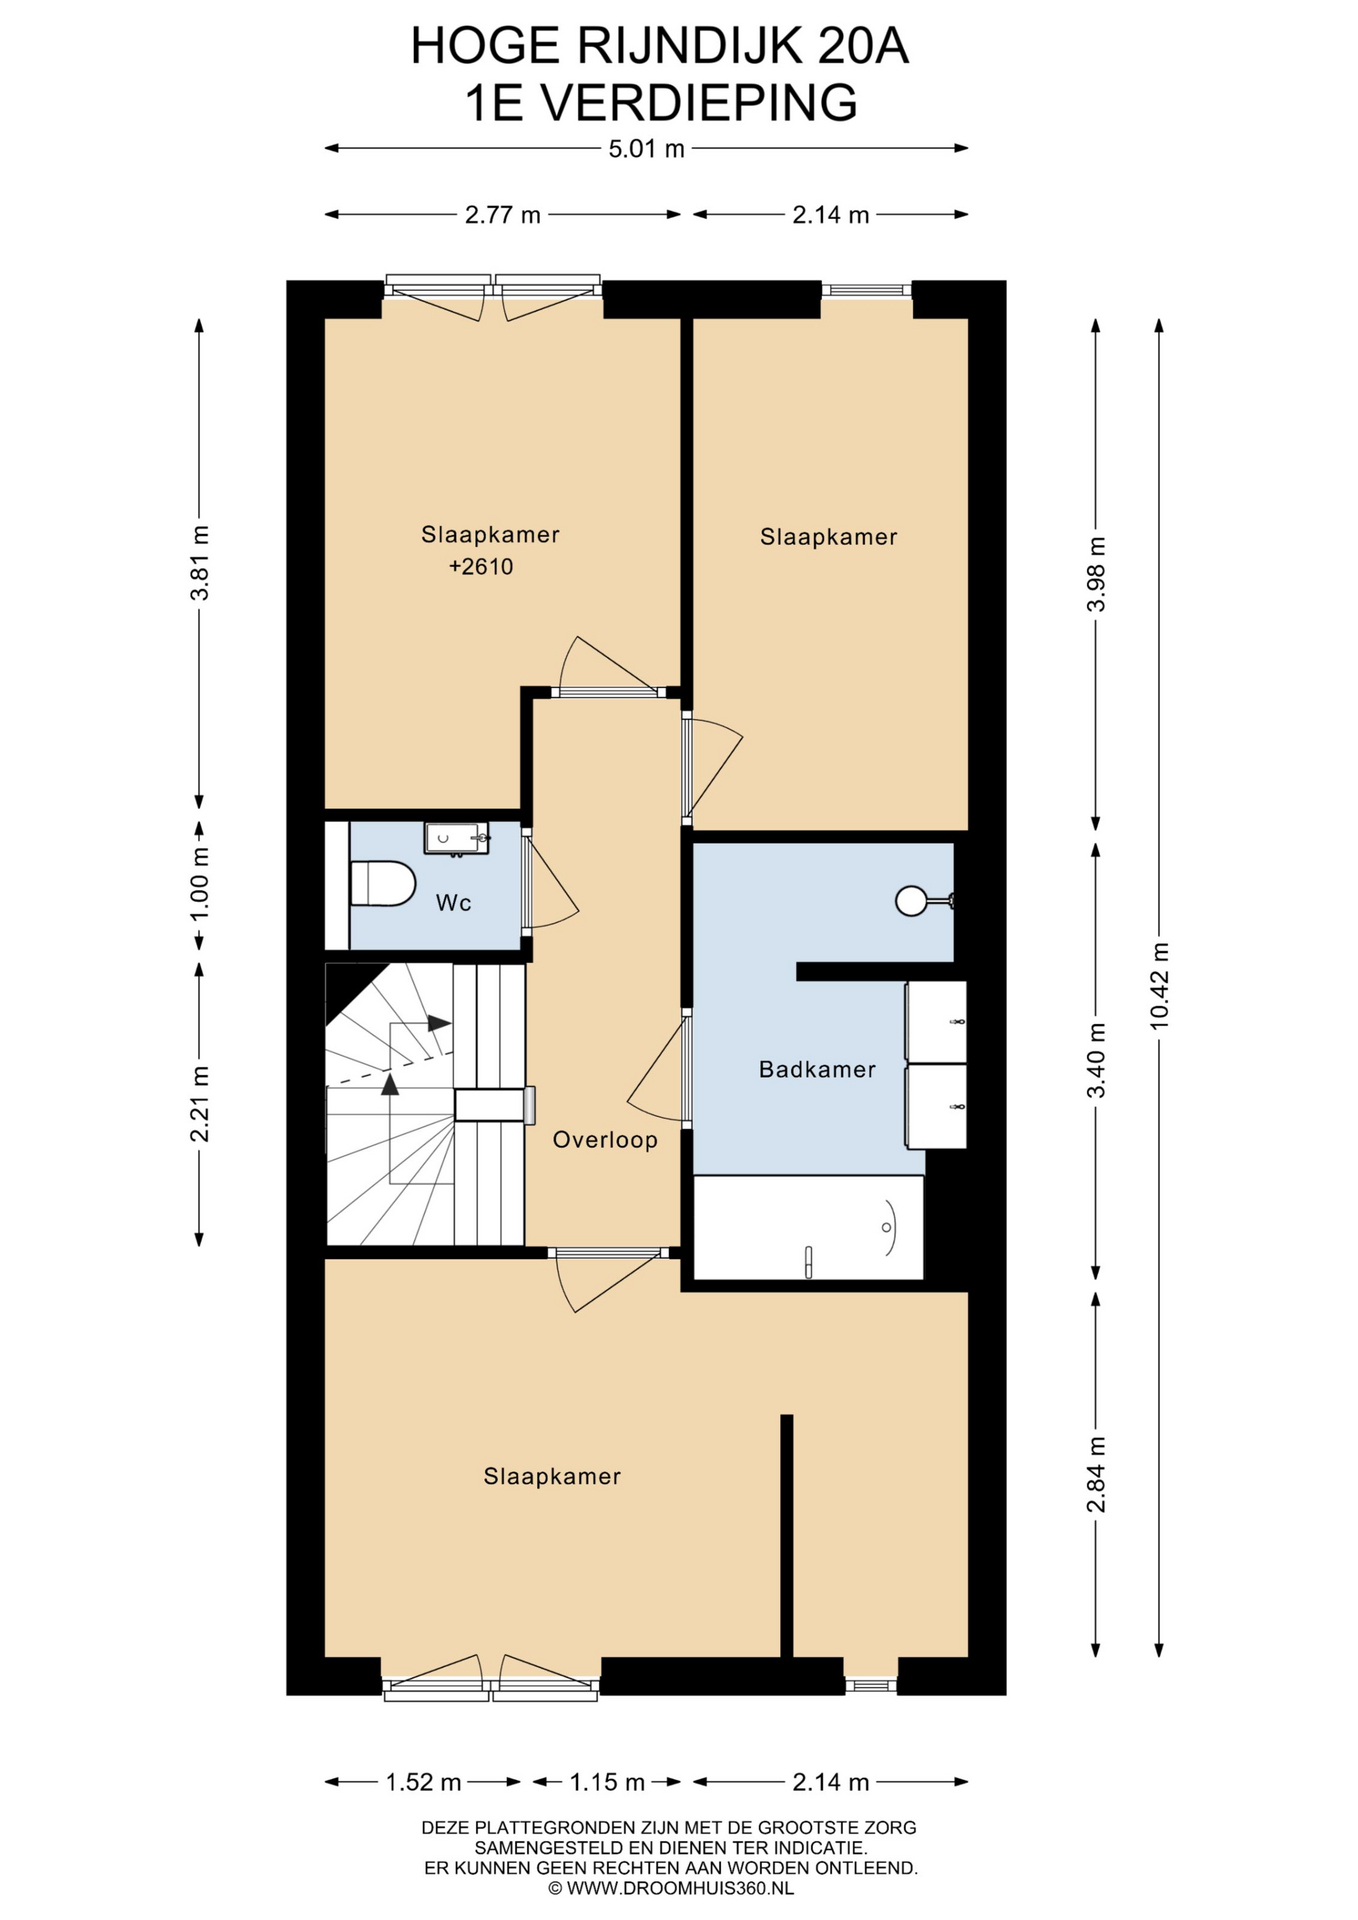 HOGE RIJNDIJK 20A
1E VERDIEPING
5.01 m
2.77 m
2.14 m
Slaapkamer
+2610
Slaapkamer
3.81 m
3.98 m
Wc
1.00 m
10.42 m
Badkamer
3.40 m
2.21 m
Overloop
Slaapkamer
2.84 m
1.52 m
1.15 m
2.14 m
DEZE PLATTEGRONDEN ZIJN MET DE GROOTSTE ZORG
SAMENGESTELD EN DIENEN TER INDICATIE.
ER KUNNEN GEEN RECHTEN AAN WORDEN ONTLEEND.
© WWW.DROOMHUIS360.NL